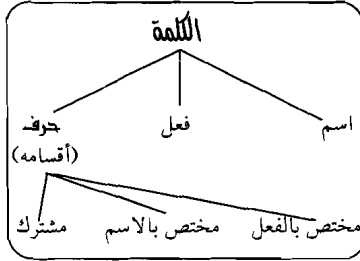 الكلمة
اسم فعل حرف
(أقسامه)
مختص بالفعل مختص بالاسم مشترك